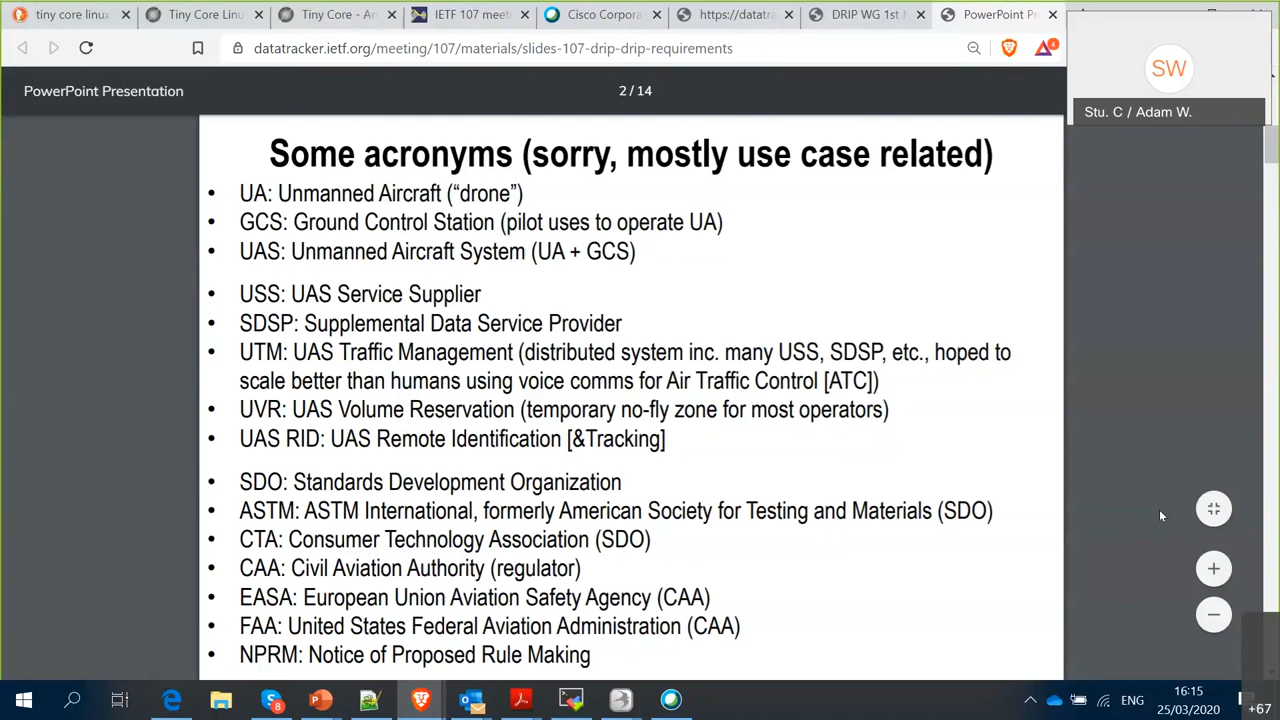 tiny core linux
Tiny Core Linu
Tiny Core - Ar
IETF 107 meeti
Cisco Corpora
https://datatra
DRIP WG 1st I
PowerPoint Pr
datatracker.ietf.org/meeting/107/materials/slides-107-drip-drip-requirements
4
SW
Stu. C / Adam W.
PowerPoint Presentation
2 / 14
Some acronyms (sorry, mostly use case related)
• UA: Unmanned Aircraft (“drone”)
• GCS: Ground Control Station (pilot uses to operate UA)
• UAS: Unmanned Aircraft System (UA + GCS)
• USS: UAS Service Supplier
• SDSP: Supplemental Data Service Provider
• UTM: UAS Traffic Management (distributed system inc. many USS, SDSP, etc., hoped to
scale better than humans using voice comms for Air Traffic Control [ATC])
• UVR: UAS Volume Reservation (temporary no-fly zone for most operators)
• UAS RID: UAS Remote Identification [&Tracking]
• SDO: Standards Development Organization
• ASTM: ASTM International, formerly American Society for Testing and Materials (SDO)
• CTA: Consumer Technology Association (SDO)
• CAA: Civil Aviation Authority (regulator)
• EASA: European Union Aviation Safety Agency (CAA)
• FAA: United States Federal Aviation Administration (CAA)
• NPRM: Notice of Proposed Rule Making
8
ENG
16:15
25/03/2020
+67